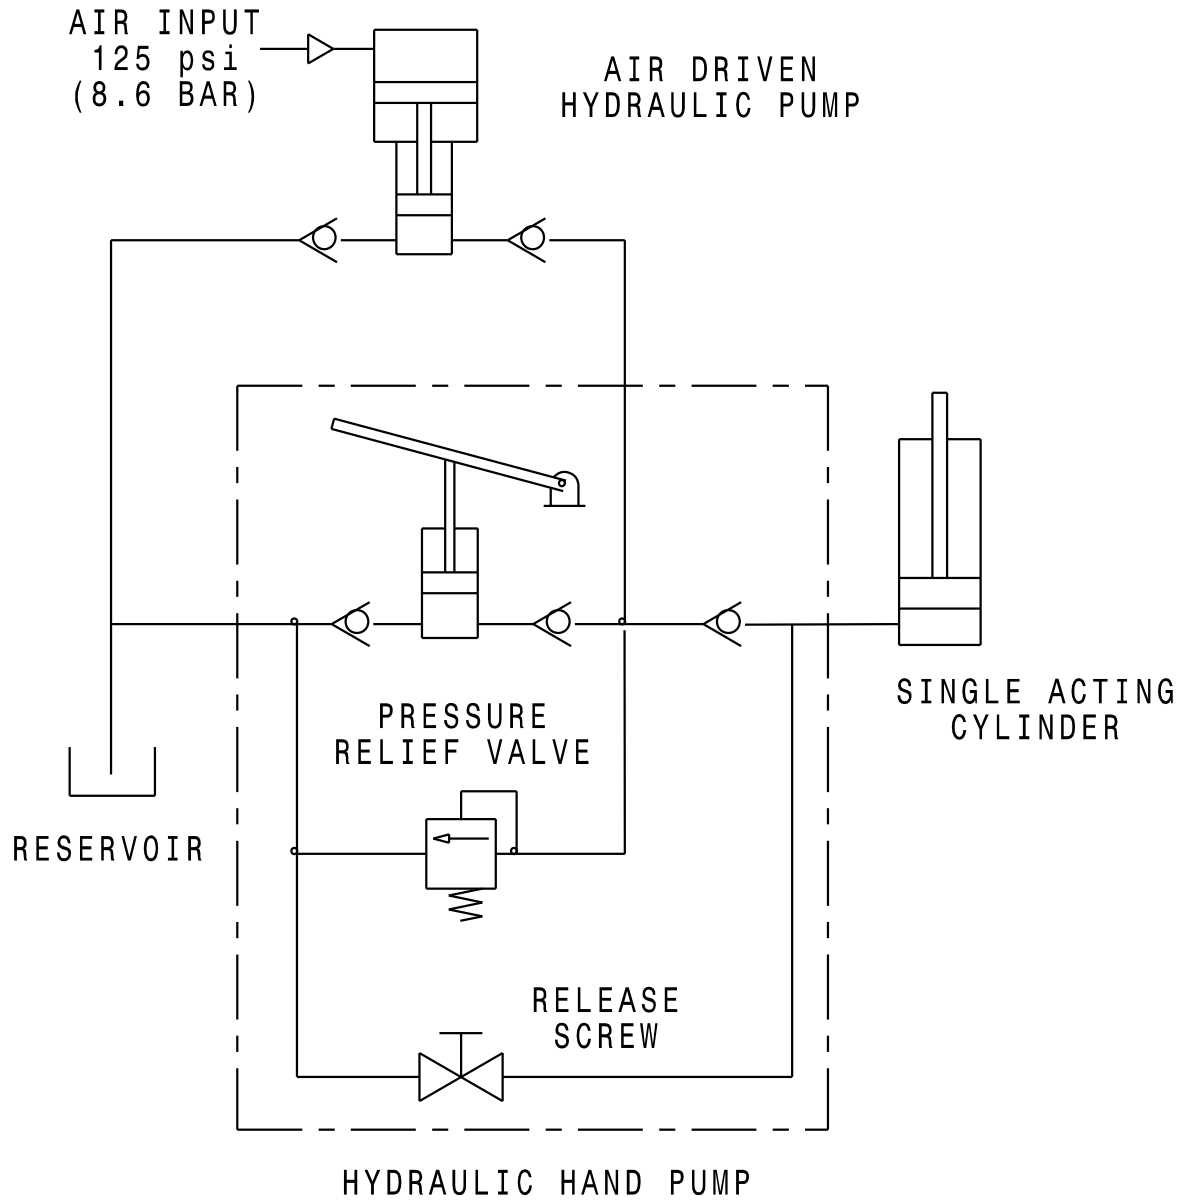 AIR INPUT
125 psi
(8.6 BAR)
AIR DRIVEN
HYDRAULIC PUMP
SINGLE ACTING
CYLINDER
PRESSURE
RELIEF VALVE
RESERVOIR
RELEASE
SCREW
HYDRAULIC HAND PUMP